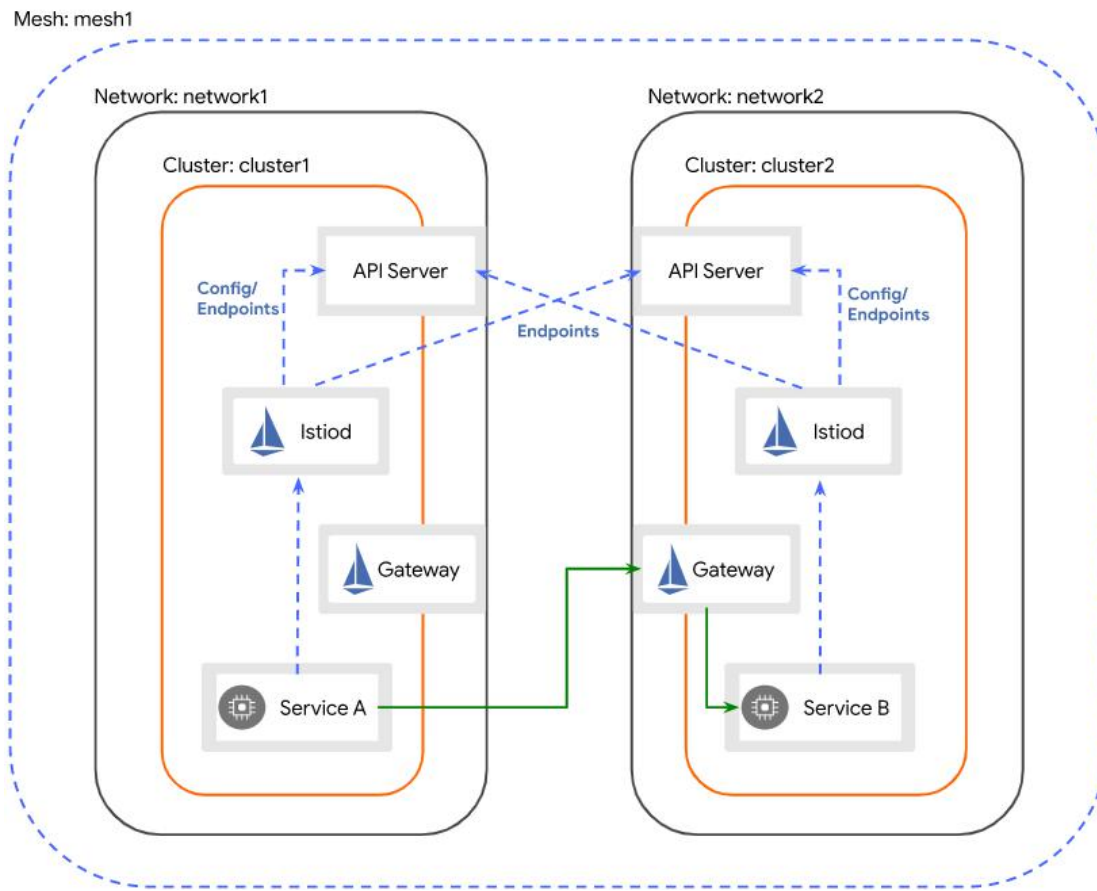 Mesh: mesh1
Network: network1
Network: network2
Cluster: cluster1
Cluster: cluster2
API Server
API Server
Config/
Endpoints
Endpoints
Config/
Endpoints
Istiod
Istiod
Gateway
Gateway
Service A
Service B